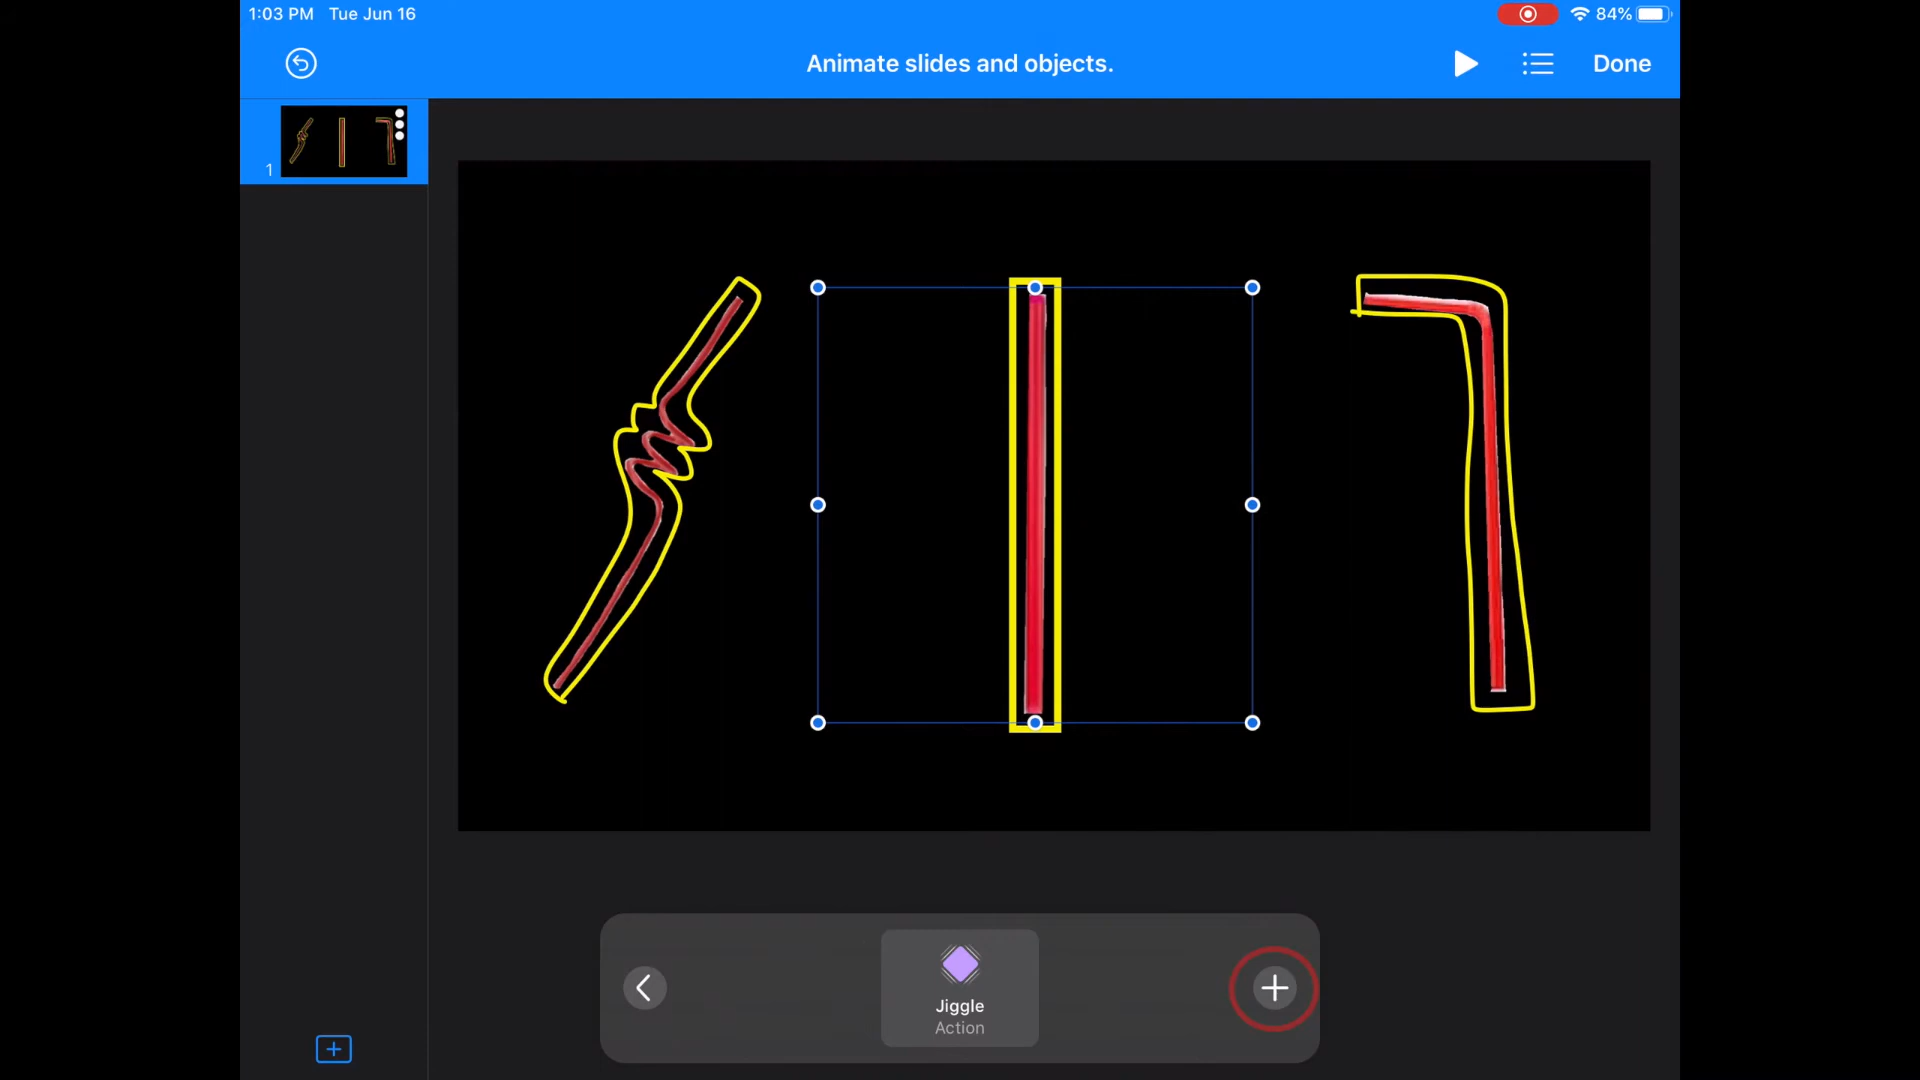 1:03 PM Tue Jun 16
84%
Animate slides and objects.
Done
1
Jiggle
Action